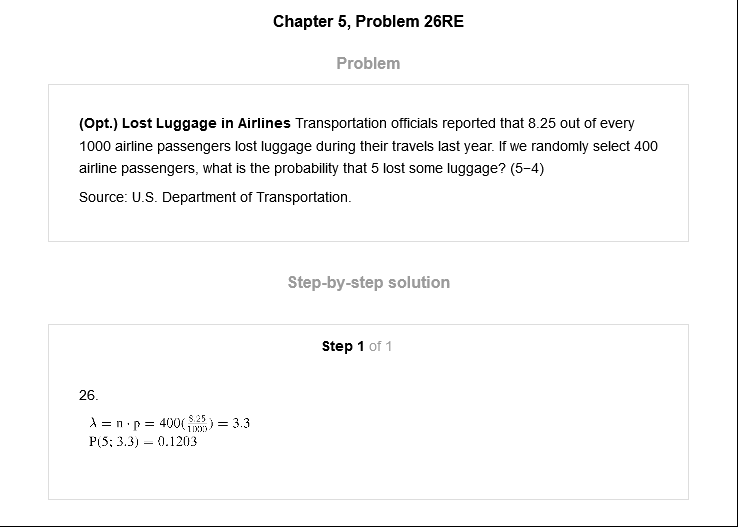 Chapter 5, Problem 26RE
Problem
(Opt.) Lost Luggage in Airlines Transportation officials reported that 8.25 out of every
1000 airline passengers lost luggage during their travels last year. If we randomly select 400
airline passengers, what is the probability that 5 lost some luggage? (5−4)
Source: U.S. Department of Transportation.
Step-by-step solution
Step 1 of 1
26.
λ = n · p = 400(8.25/1000) = 3.3
P(5; 3.3) = 0.1203